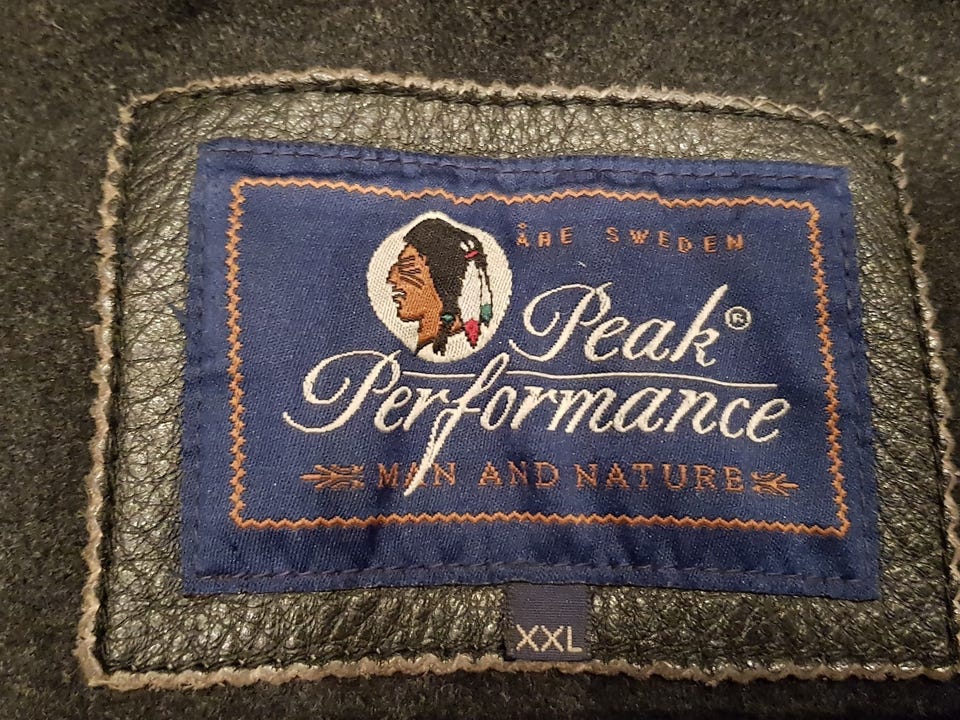 ÅRE SWEDEN
Peak®
Performance
MAN AND NATURE
XXL